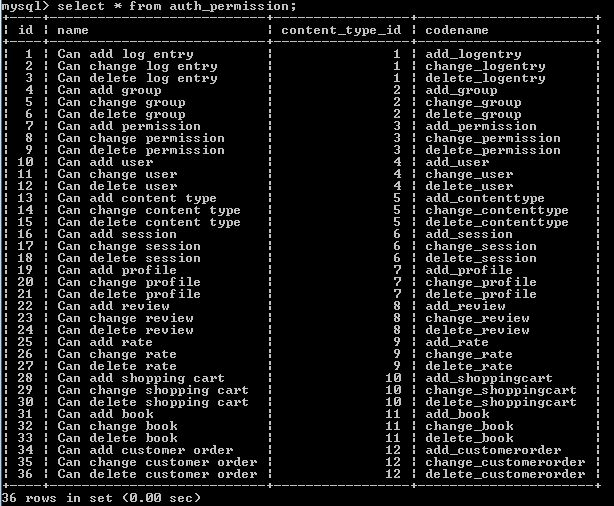 mysql> select * from auth_permission;
id | name | content_type_id | codename
1 | Can add log entry | 1 | add_logentry
2 | Can change log entry | 1 | change_logentry
3 | Can delete log entry | 1 | delete_logentry
4 | Can add group | 2 | add_group
5 | Can change group | 2 | change_group
6 | Can delete group | 2 | delete_group
7 | Can add permission | 3 | add_permission
8 | Can change permission | 3 | change_permission
9 | Can delete permission | 3 | delete_permission
10 | Can add user | 4 | add_user
11 | Can change user | 4 | change_user
12 | Can delete user | 4 | delete_user
13 | Can add content type | 5 | add_contenttype
14 | Can change content type | 5 | change_contenttype
15 | Can delete content type | 5 | delete_contenttype
16 | Can add session | 6 | add_session
17 | Can change session | 6 | change_session
18 | Can delete session | 6 | delete_session
19 | Can add profile | 7 | add_profile
20 | Can change profile | 7 | change_profile
21 | Can delete profile | 7 | delete_profile
22 | Can add review | 8 | add_review
23 | Can change review | 8 | change_review
24 | Can delete review | 8 | delete_review
25 | Can add rate | 9 | add_rate
26 | Can change rate | 9 | change_rate
27 | Can delete rate | 9 | delete_rate
28 | Can add shopping cart | 10 | add_shoppingcart
29 | Can change shopping cart | 10 | change_shoppingcart
30 | Can delete shopping cart | 10 | delete_shoppingcart
31 | Can add book | 11 | add_book
32 | Can change book | 11 | change_book
33 | Can delete book | 11 | delete_book
34 | Can add customer order | 12 | add_customerorder
35 | Can change customer order | 12 | change_customerorder
36 | Can delete customer order | 12 | delete_customerorder
36 rows in set (0.00 sec)